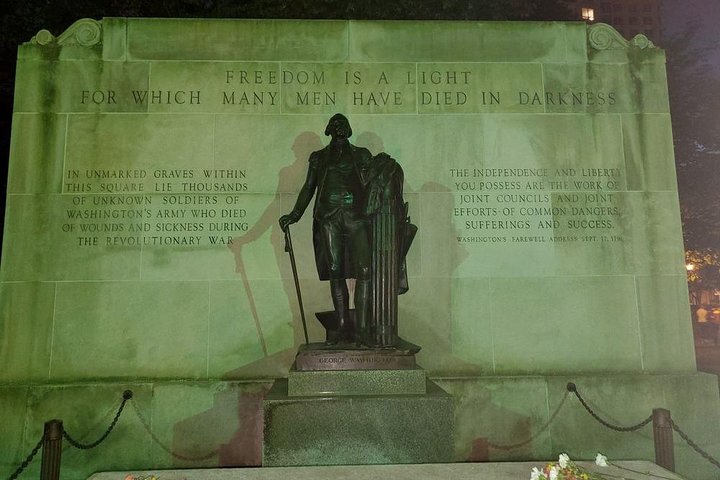 FREEDOM IS A LIGHT
FOR WHICH MANY MEN HAVE DIED IN DARKNESS
IN UNMARKED GRAVES WITHIN
THIS SQUARE LIE THOUSANDS
OF UNKNOWN SOLDIERS OF
WASHINGTON'S ARMY WHO DIED
OF WOUNDS AND SICKNESS DURING
THE REVOLUTIONARY WAR
THE INDEPENDENCE AND LIBERTY
YOU POSSESS ARE THE WORK OF
JOINT COUNCILS AND JOINT
EFFORTS OF COMMON DANGERS,
SUFFERINGS AND SUCCESS.
WASHINGTON'S FAREWELL ADDRESS SEPT. 17, 1796
GEORGE WASHINGTON